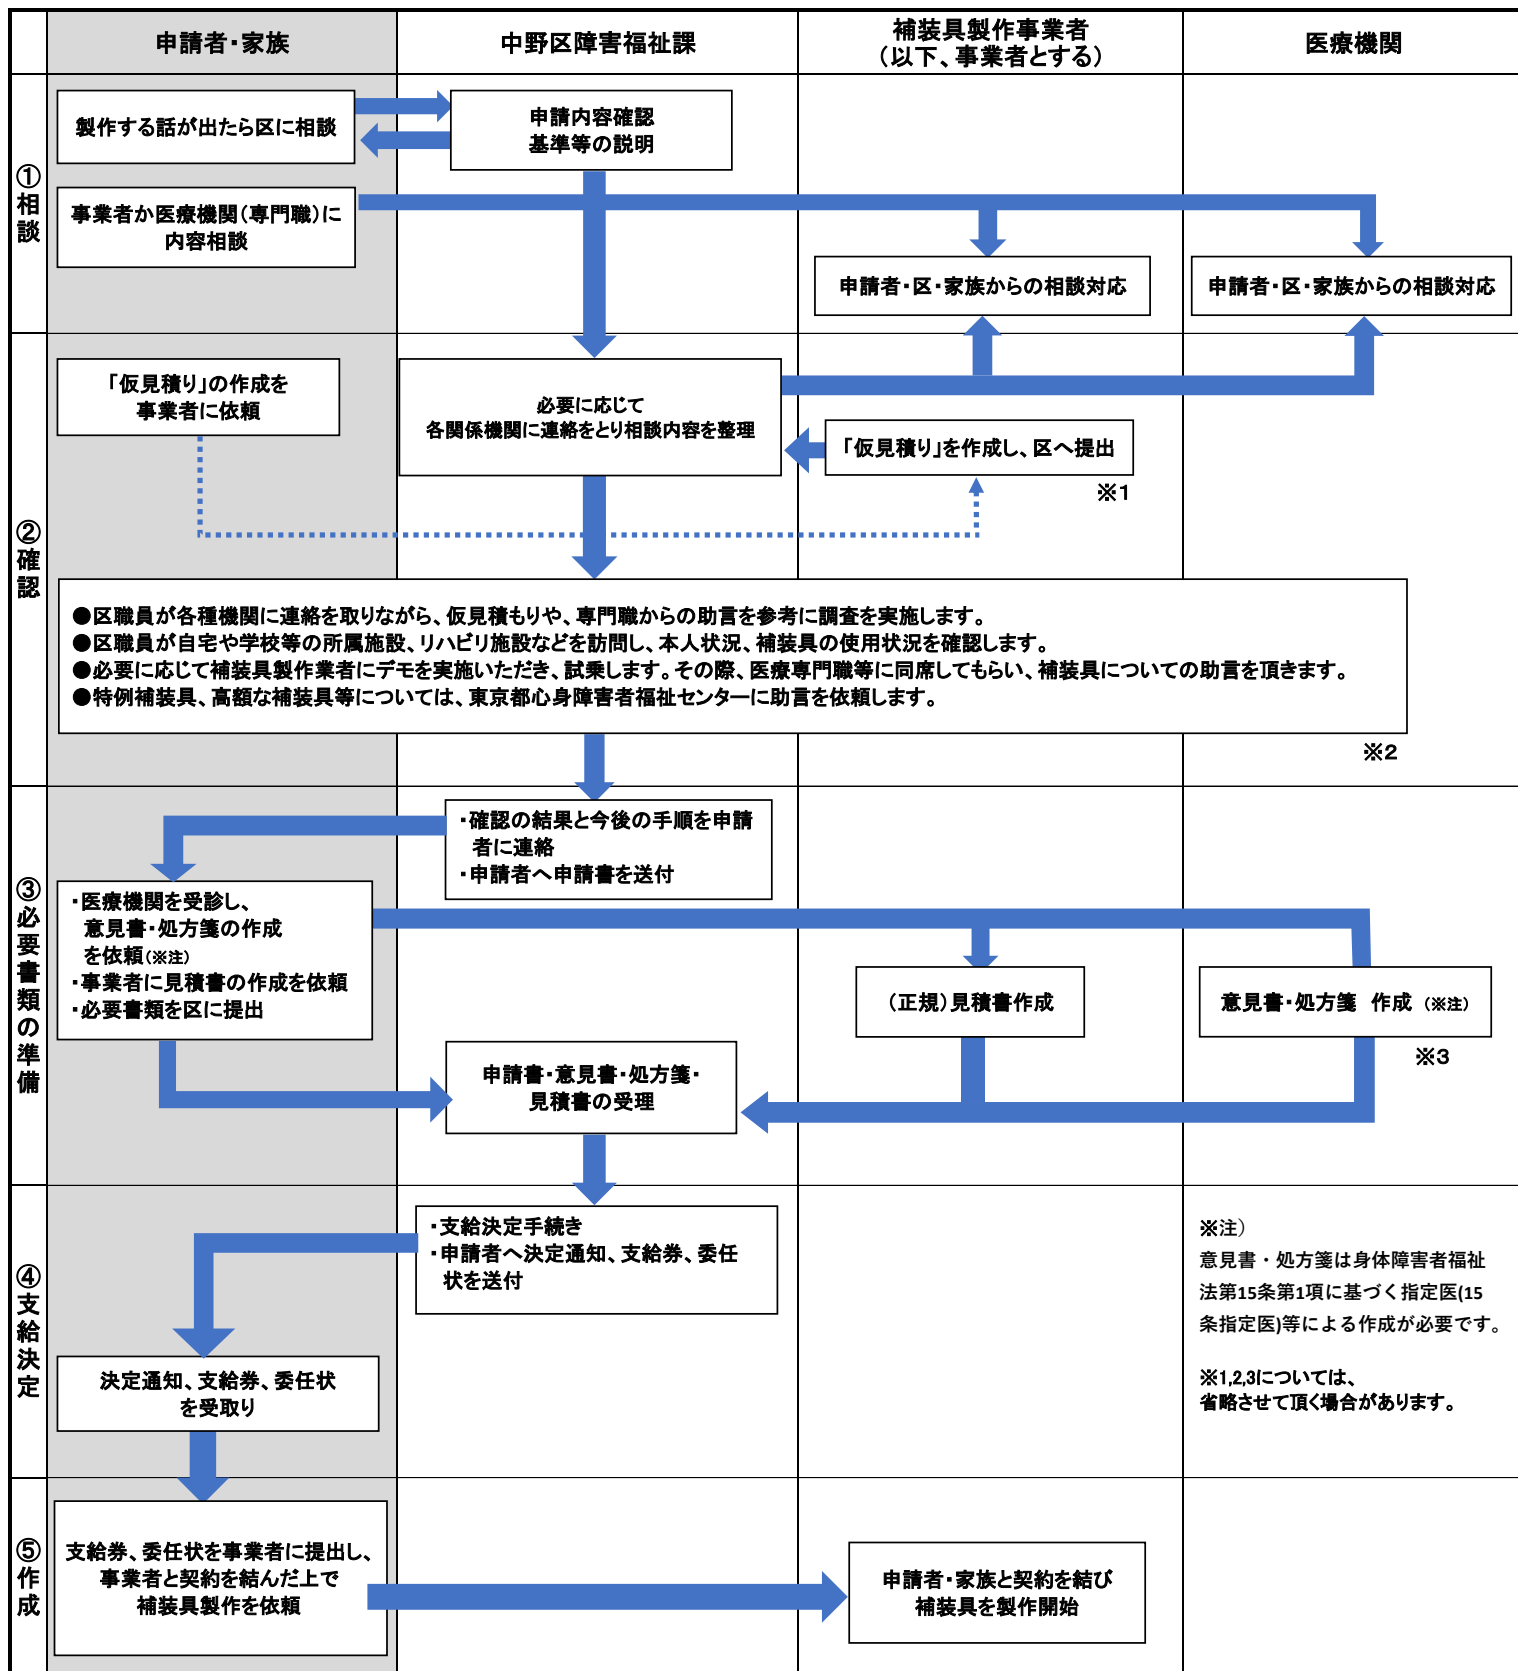 申請者・家族
中野区障害福祉課
補装具製作事業者
（以下、事業者とする）
医療機関
①相談
製作する話が出たら区に相談
申請内容確認
基準等の説明
事業者か医療機関（専門職）に
内容相談
申請者・区・家族からの相談対応
申請者・区・家族からの相談対応
②確認
「仮見積り」の作成を
事業者に依頼
必要に応じて
各関係機関に連絡をとり相談内容を整理
「仮見積り」を作成し、区へ提出
※1
●区職員が各種機関に連絡を取りながら、仮見積もりや、専門職からの助言を参考に調査を実施します。
●区職員が自宅や学校等の所属施設、リハビリ施設などを訪問し、本人状況、補装具の使用状況を確認します。
●必要に応じて補装具製作業者にデモを実施いただき、試乗します。その際、医療専門職等に同席してもらい、補装具についての助言を頂きます。
●特例補装具、高額な補装具等については、東京都心身障害者福祉センターに助言を依頼します。
※2
③必要書類の準備
・確認の結果と今後の手順を申請
者に連絡
・申請者へ申請書を送付
・医療機関を受診し、
意見書・処方箋の作成
を依頼（※注）
・事業者に見積書の作成を依頼
・必要書類を区に提出
（正規）見積書作成
意見書・処方箋　作成（※注）
※3
申請書・意見書・処方箋・
見積書の受理
④支給決定
・支給決定手続き
・申請者へ決定通知、支給券、委任
状を送付
決定通知、支給券、委任状
を受取り
※注）
意見書・処方箋は身体障害者福祉
法第15条第1項に基づく指定医(15
条指定医)等による作成が必要です。
※1,2,3については、
省略させて頂く場合があります。
⑤作成
支給券、委任状を事業者に提出し、
事業者と契約を結んだ上で
補装具製作を依頼
申請者・家族と契約を結び
補装具を製作開始